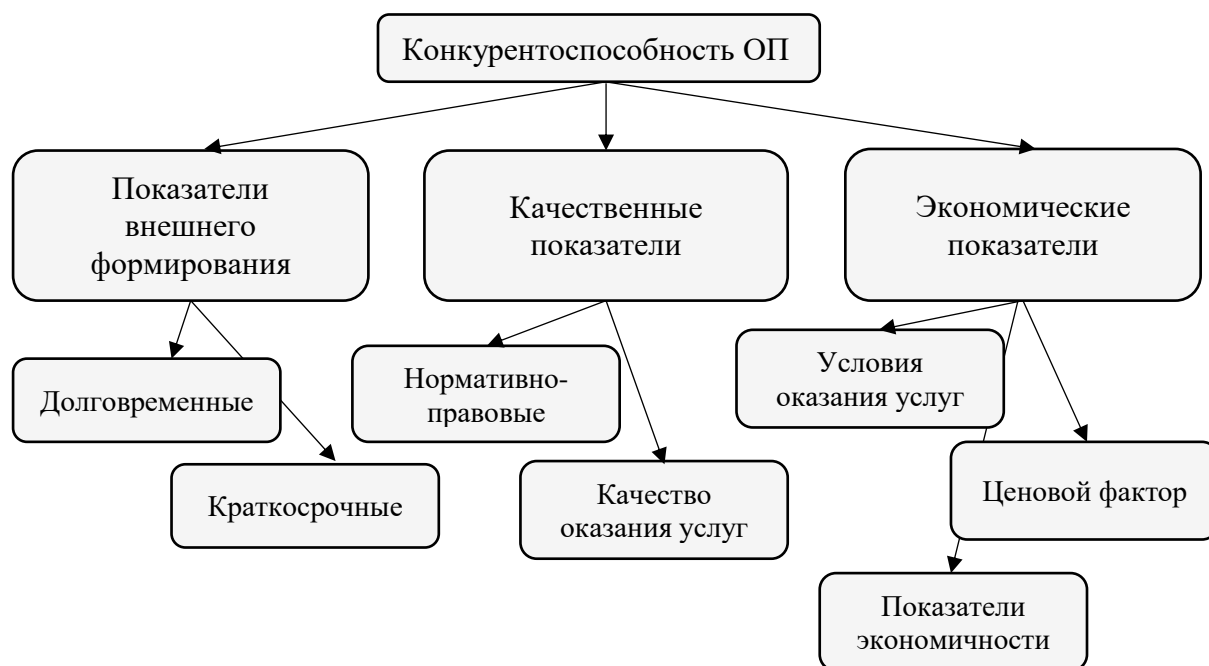 Конкурентоспособность ОП
Показатели
внешнего
формирования
Качественные
показатели
Экономические
показатели
Долговременные
Краткосрочные
Нормативно-
правовые
Качество
оказания услуг
Условия
оказания услуг
Ценовой фактор
Показатели
экономичности